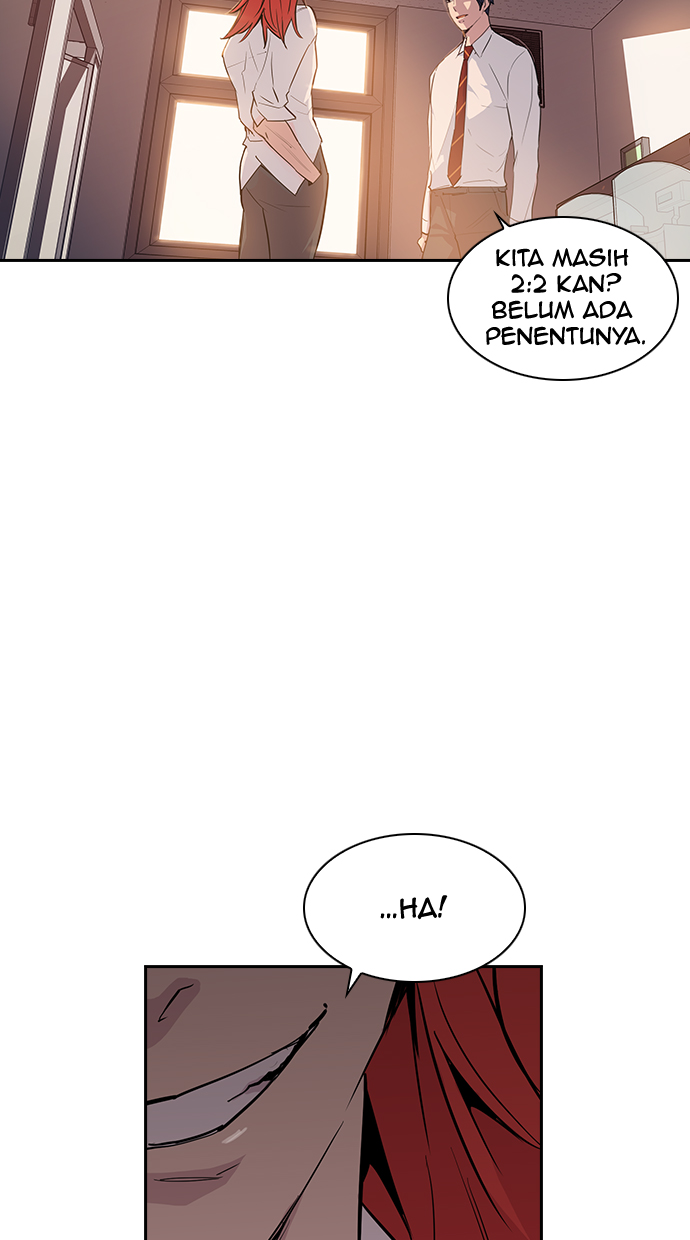 KITA MASIH
2:2 KAN?
BELUM ADA
PENENTUNYA.
...HA!